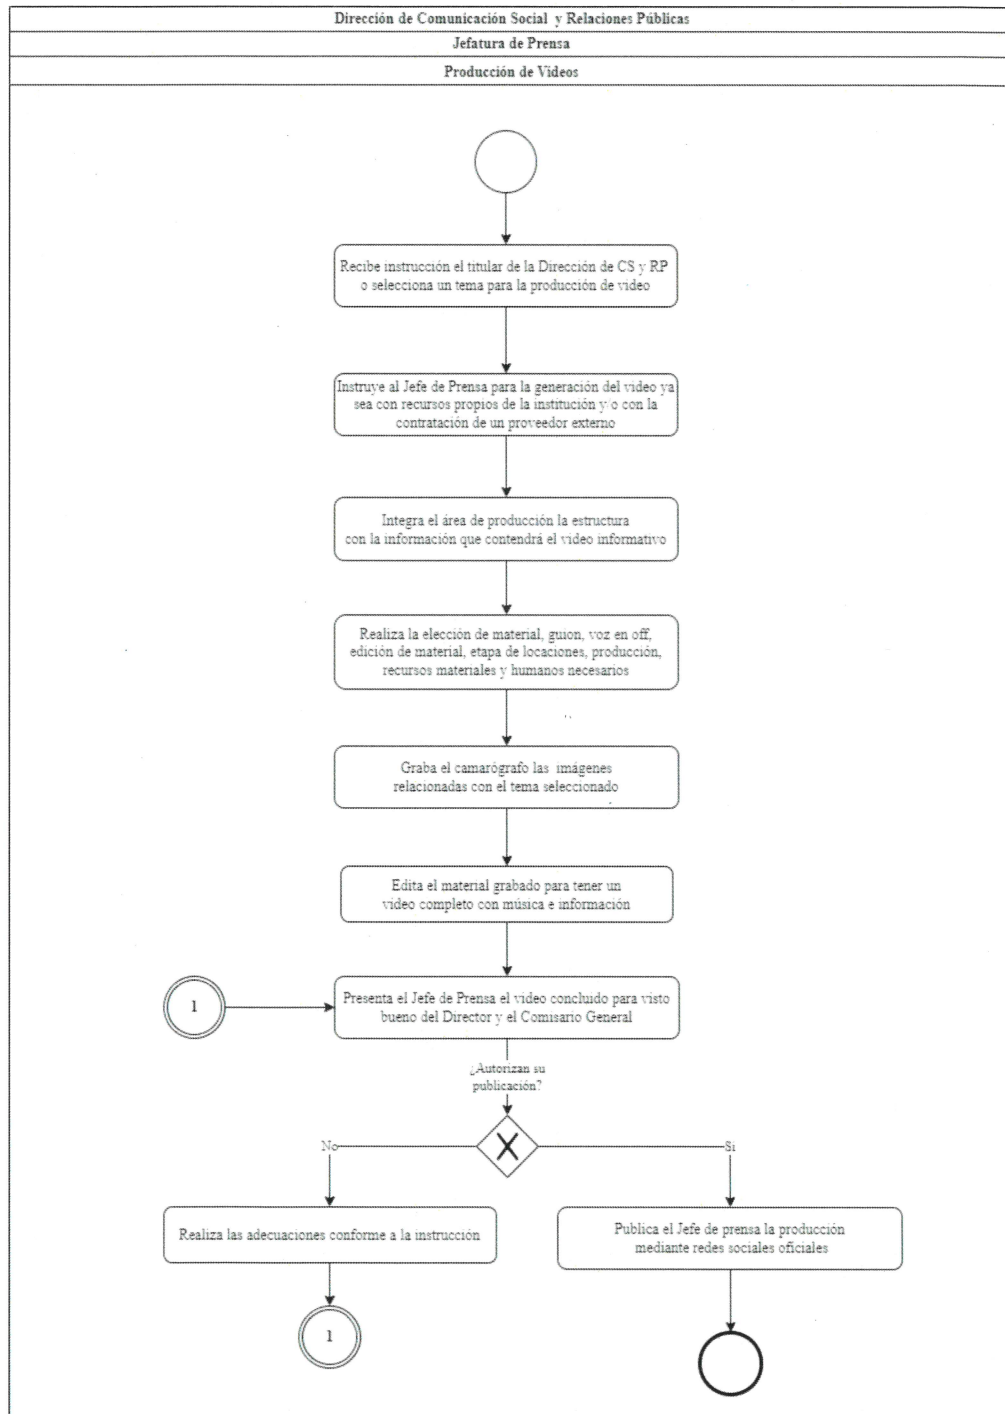 Dirección de Comunicación Social y Relaciones Públicas
Jefatura de Prensa
Producción de Videos
Recibe instrucción el titular de la Dirección de CS y RP
o selecciona un tema para la producción de video
Instruye al Jefe de Prensa para la generación del video ya
sea con recursos propios de la institución y/o con la
contratación de un proveedor externo
Integra el área de producción la estructura
con la información que contendrá el video informativo
Realiza la elección de material, guion, voz en off,
edición de material, etapa de locaciones, producción,
recursos materiales y humanos necesarios
Graba el camarógrafo las imágenes
relacionadas con el tema seleccionado
Edita el material grabado para tener un
video completo con música e información
1
Presenta el Jefe de Prensa el video concluido para visto
bueno del Director y el Comisario General
¿Autorizan su
publicación?
No
Si
Realiza las adecuaciones conforme a la instrucción
Publica el Jefe de prensa la producción
mediante redes sociales oficiales
1